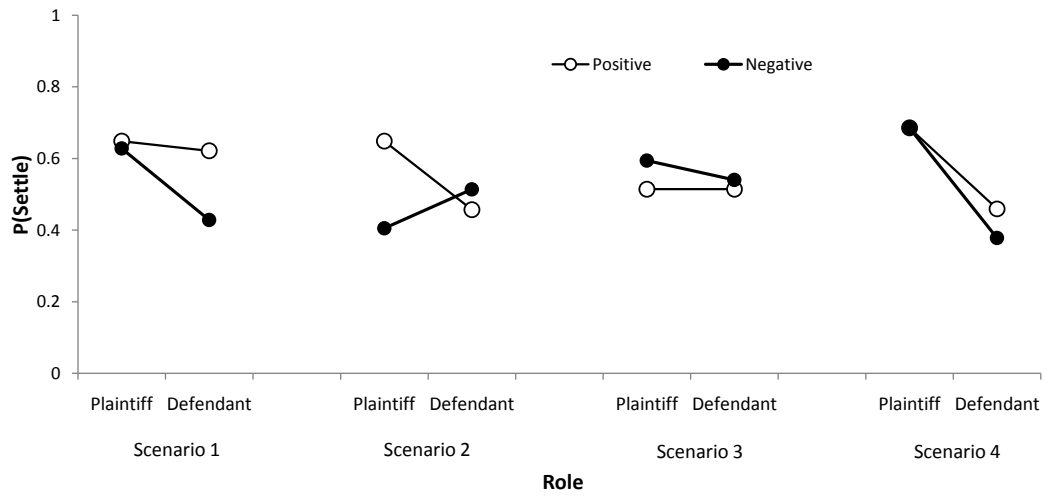 1
Positive Negative
0.8
0.6
0.4
0.2
0
P(Settle)
Plaintiff Defendant Plaintiff Defendant Plaintiff Defendant Plaintiff Defendant
Scenario 1 Scenario 2 Scenario 3 Scenario 4
Role